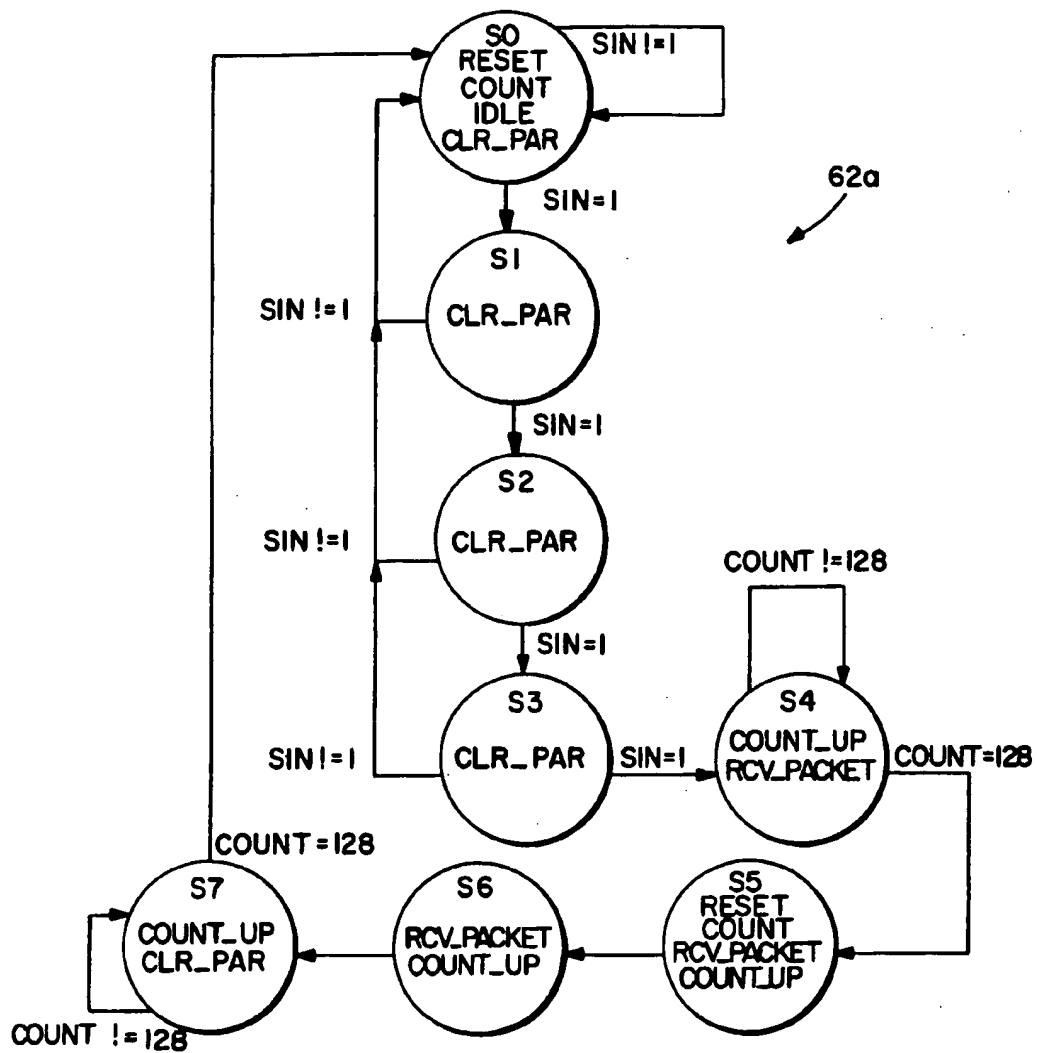 S0
RESET
COUNT
IDLE
CLR_PAR
SIN != 1
62a
SIN = 1
S1
CLR_PAR
SIN != 1
SIN = 1
S2
CLR_PAR
SIN != 1
COUNT != 128
SIN = 1
S3
CLR_PAR
SIN != 1
SIN = 1
S4
COUNT_UP
RCV_PACKET
COUNT = 128
COUNT = 128
S7
COUNT_UP
CLR_PAR
COUNT != 128
S6
RCV_PACKET
COUNT_UP
S5
RESET
COUNT
RCV_PACKET
COUNT_UP